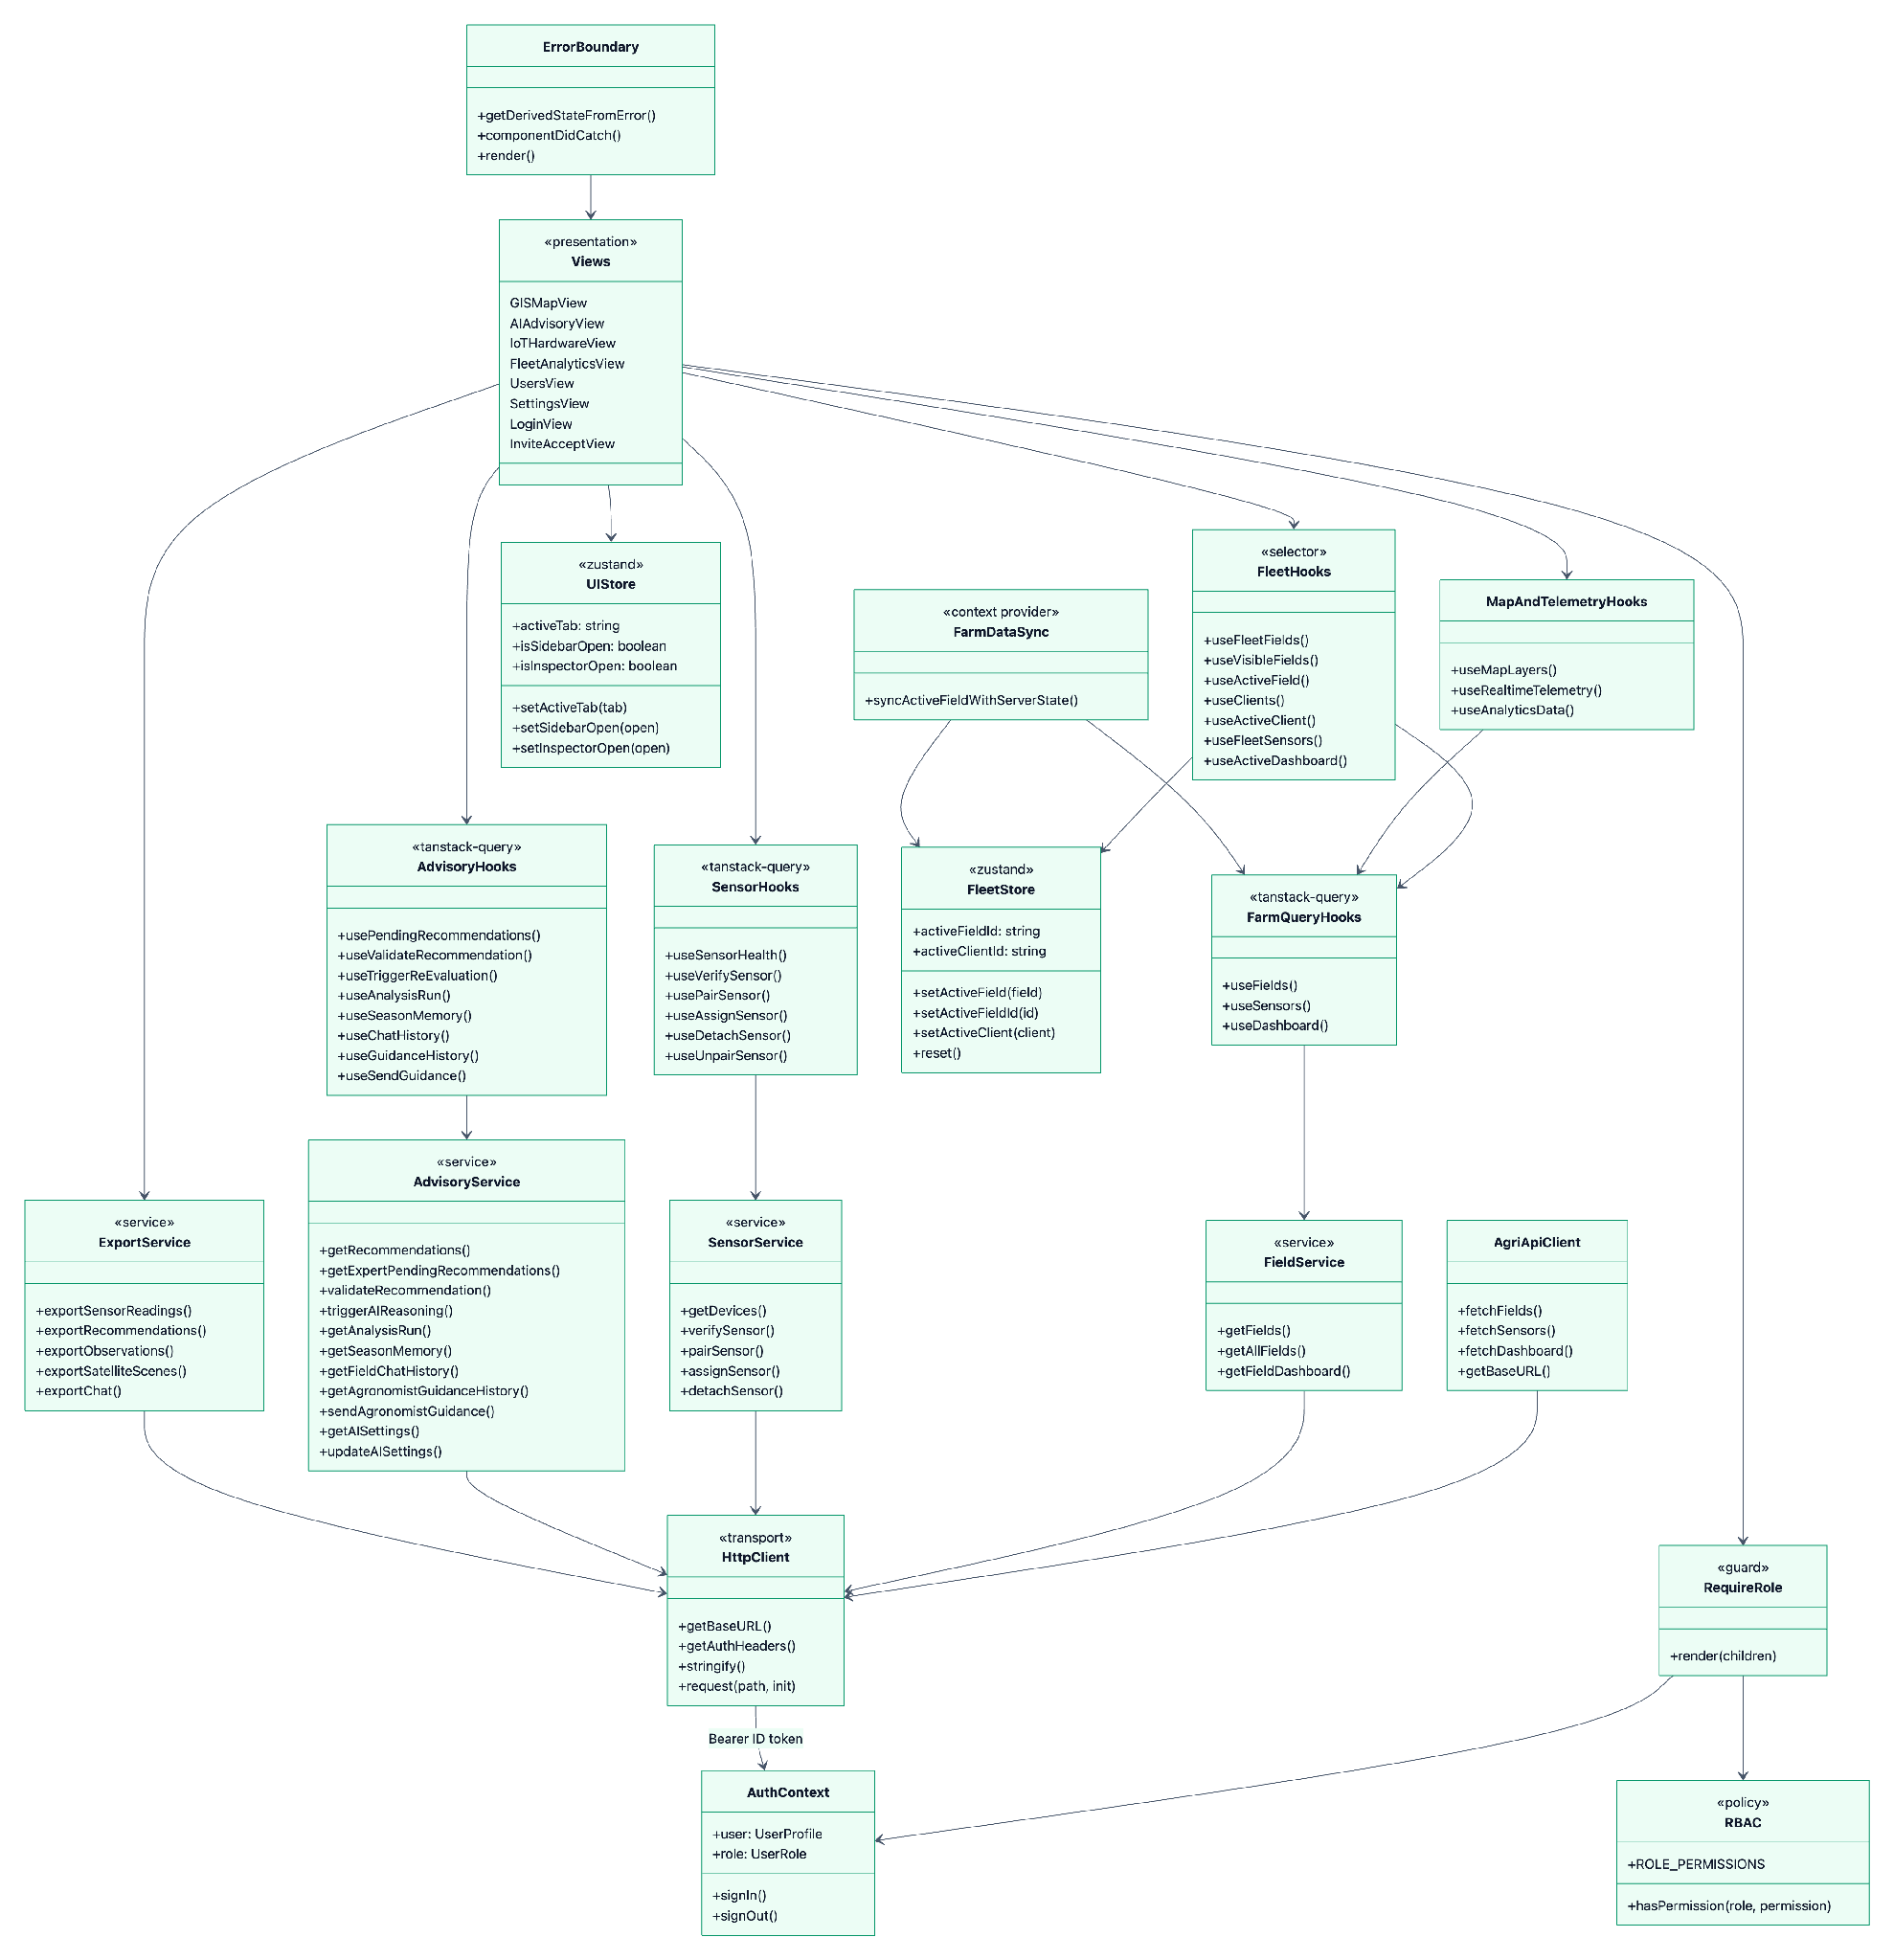 ErrorBoundary
+getDerivedStateFromError()
+componentDidCatch()
+render()
«presentation»
Views
GISMapView
AIAdvisoryView
IoTHardwareView
FleetAnalyticsView
UsersView
SettingsView
LoginView
InviteAcceptView
«zustand»
UIStore
+activeTab: string
+isSidebarOpen: boolean
+isInspectorOpen: boolean
+setActiveTab(tab)
+setSidebarOpen(open)
+setInspectorOpen(open)
«context provider»
FarmDataSync
+syncActiveFieldWithServerState()
«selector»
FleetHooks
+useFleetFields()
+useVisibleFields()
+useActiveField()
+useClients()
+useActiveClient()
+useFleetSensors()
+useActiveDashboard()
MapAndTelemetryHooks
+useMapLayers()
+useRealtimeTelemetry()
+useAnalyticsData()
«tanstack-query»
AdvisoryHooks
+usePendingRecommendations()
+useValidateRecommendation()
+useTriggerReEvaluation()
+useAnalysisRun()
+useSeasonMemory()
+useChatHistory()
+useGuidanceHistory()
+useSendGuidance()
«tanstack-query»
SensorHooks
+useSensorHealth()
+useVerifySensor()
+usePairSensor()
+useAssignSensor()
+useDetachSensor()
+useUnpairSensor()
«zustand»
FleetStore
+activeFieldId: string
+activeClientId: string
+setActiveField(field)
+setActiveFieldId(id)
+setActiveClient(client)
+reset()
«tanstack-query»
FarmQueryHooks
+useFields()
+useSensors()
+useDashboard()
«service»
ExportService
+exportSensorReadings()
+exportRecommendations()
+exportObservations()
+exportSatelliteScenes()
+exportChat()
«service»
AdvisoryService
+getRecommendations()
+getExpertPendingRecommendations()
+validateRecommendation()
+triggerAIReasoning()
+getAnalysisRun()
+getSeasonMemory()
+getFieldChatHistory()
+getAgronomistGuidanceHistory()
+sendAgronomistGuidance()
+getAISettings()
+updateAISettings()
«service»
SensorService
+getDevices()
+verifySensor()
+pairSensor()
+assignSensor()
+detachSensor()
«service»
FieldService
+getFields()
+getAllFields()
+getFieldDashboard()
AgriApiClient
+fetchFields()
+fetchSensors()
+fetchDashboard()
+getBaseURL()
«transport»
HttpClient
+getBaseURL()
+getAuthHeaders()
+stringify()
+request(path, init)
«guard»
RequireRole
+render(children)
Bearer ID token
AuthContext
+user: UserProfile
+role: UserRole
+signIn()
+signOut()
«policy»
RBAC
+ROLE_PERMISSIONS
+hasPermission(role, permission)